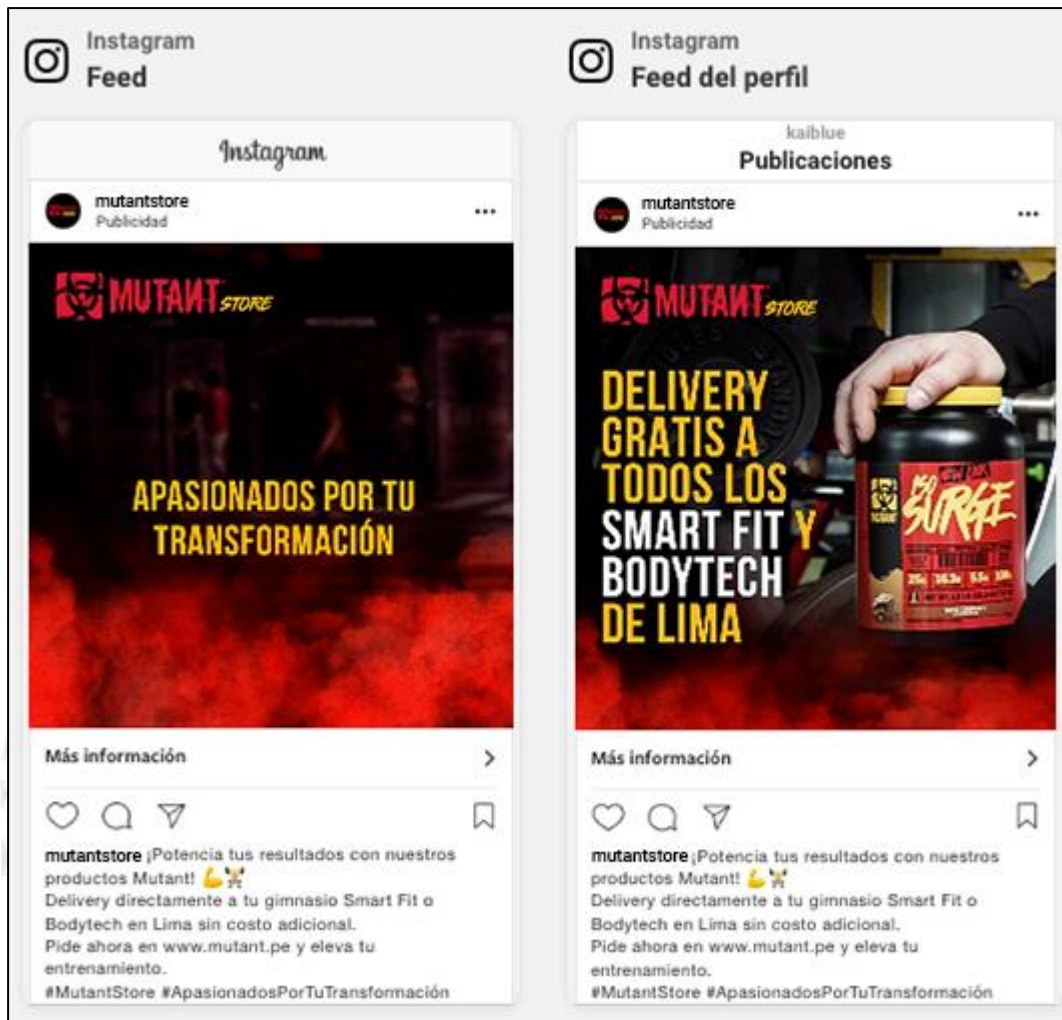 Instagram
Feed
Instagram
mutantstore
Publicidad
MUTANT STORE
APASIONADOS POR TU
TRANSFORMACIÓN
Más información
mutantstore ¡Potencia tus resultados con nuestros
productos Mutant! 💪🏋
Delivery directamente a tu gimnasio Smart Fit o
Bodytech en Lima sin costo adicional.
Pide ahora en www.mutant.pe y eleva tu
entrenamiento.
#MutantStore #ApasionadosPorTuTransformación
Instagram
Feed del perfil
kaiblue
Publicaciones
mutantstore
Publicidad
MUTANT STORE
DELIVERY
GRATIS A
TODOS LOS
SMART FIT Y
BODYTECH
DE LIMA
ISO
SURGE
Más información
mutantstore ¡Potencia tus resultados con nuestros
productos Mutant! 💪🏋
Delivery directamente a tu gimnasio Smart Fit o
Bodytech en Lima sin costo adicional.
Pide ahora en www.mutant.pe y eleva tu
entrenamiento.
#MutantStore #ApasionadosPorTuTransformación